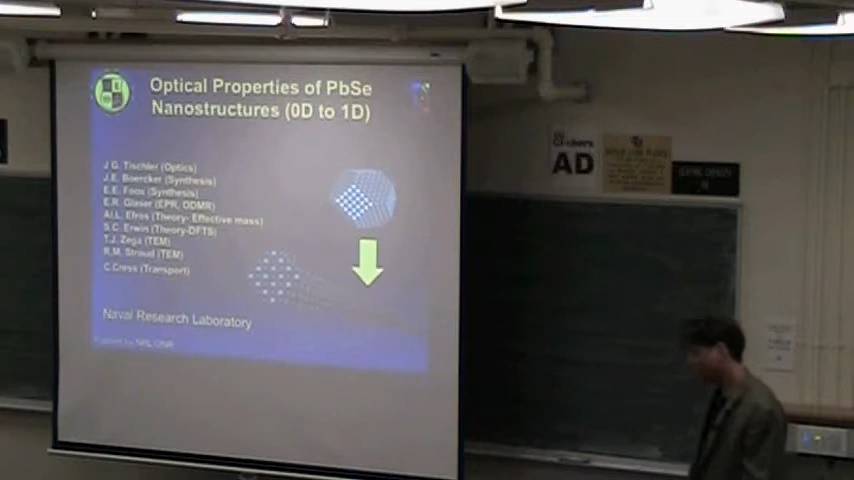 Optical Properties of PbSe
Nanostructures (0D to 1D)
J G. Tischler (Optics)
J.E. Boercker (Synthesis)
E.E. Foos (Synthesis)
E.R. Glaser (EPR, ODMR)
Al.L. Efros (Theory- Effective mass)
S.C. Erwin (Theory-DFTS)
T.J. Zega (TEM)
R.M. Stroud (TEM)
C.Cress (Transport)
Naval Research Laboratory
AD